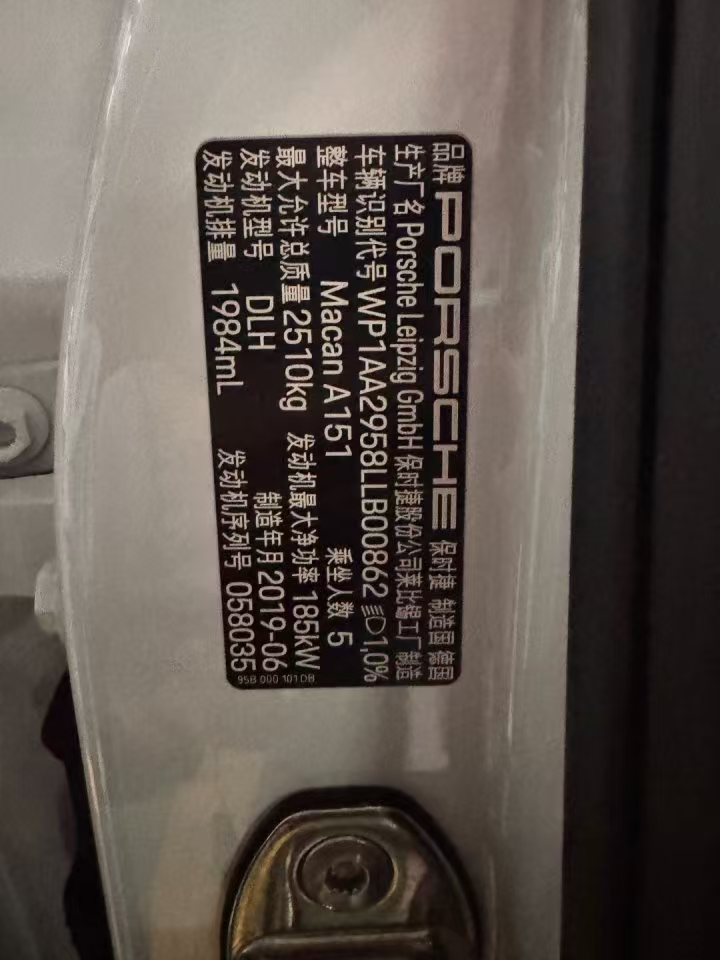 品牌 PORSCHE 保时捷 制造国 德国
生产厂名 Porsche Leipzig GmbH 保时捷股份公司莱比锡工厂制造
车辆识别代号 WP1AA2958LLB00862 1,0%
整车型号 Macan A151 乘坐人数 5
最大允许总质量 2510kg 发动机最大净功率 185kW
发动机型号 DLH 制造年月 2019-06
发动机排量 1984mL 发动机序列号 058035
95B 000 101 DB